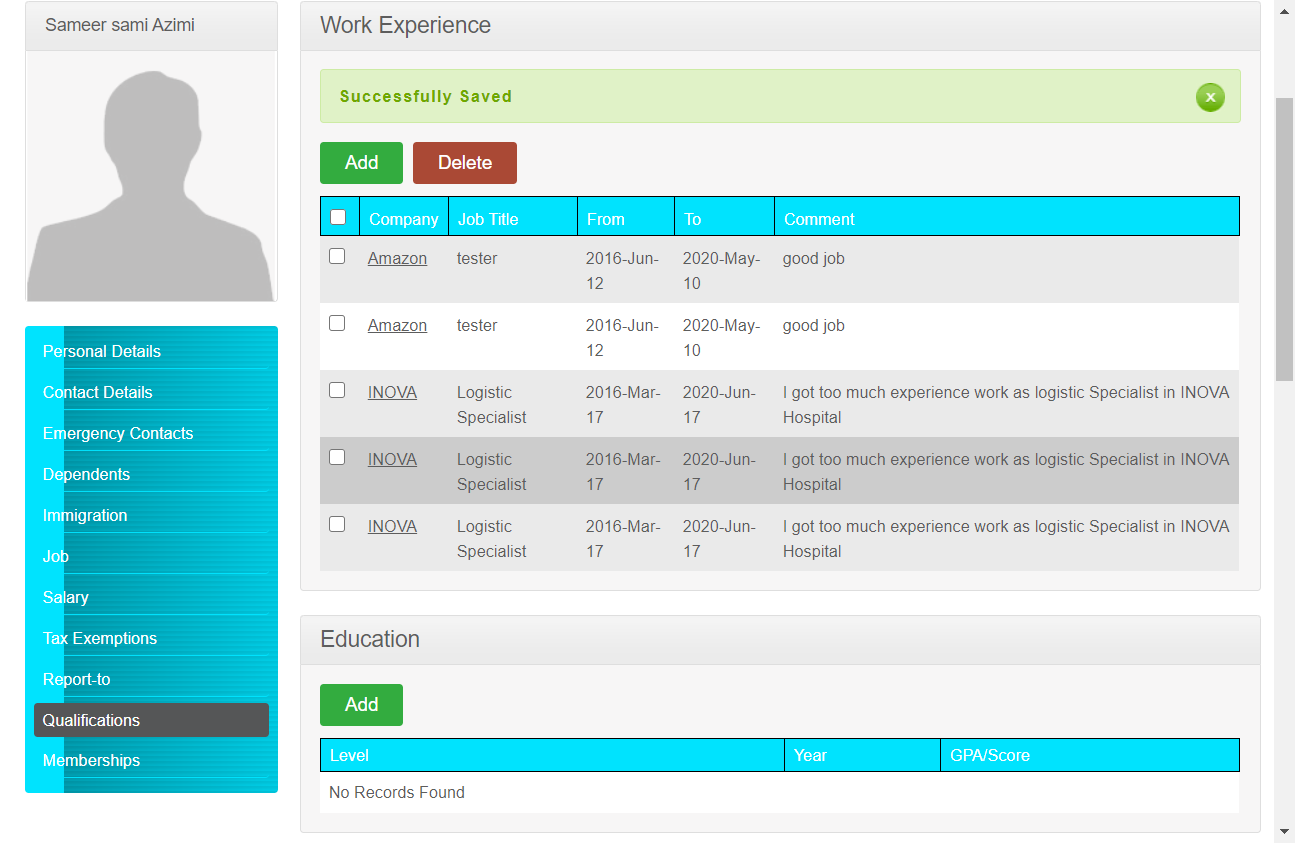 Sameer sami Azimi
Personal Details
Contact Details
Emergency Contacts
Dependents
Immigration
Job
Salary
Tax Exemptions
Report-to
Qualifications
Memberships
Work Experience
Successfully Saved
x
Add Delete
Company Job Title From To Comment
Amazon tester 2016-Jun- 2020-May- good job
12 10
Amazon tester 2016-Jun- 2020-May- good job
12 10
INOVA Logistic 2016-Mar- 2020-Jun- I got too much experience work as logistic Specialist in INOVA
Specialist 17 17 Hospital
INOVA Logistic 2016-Mar- 2020-Jun- I got too much experience work as logistic Specialist in INOVA
Specialist 17 17 Hospital
INOVA Logistic 2016-Mar- 2020-Jun- I got too much experience work as logistic Specialist in INOVA
Specialist 17 17 Hospital
Education
Add
Level Year GPA/Score
No Records Found